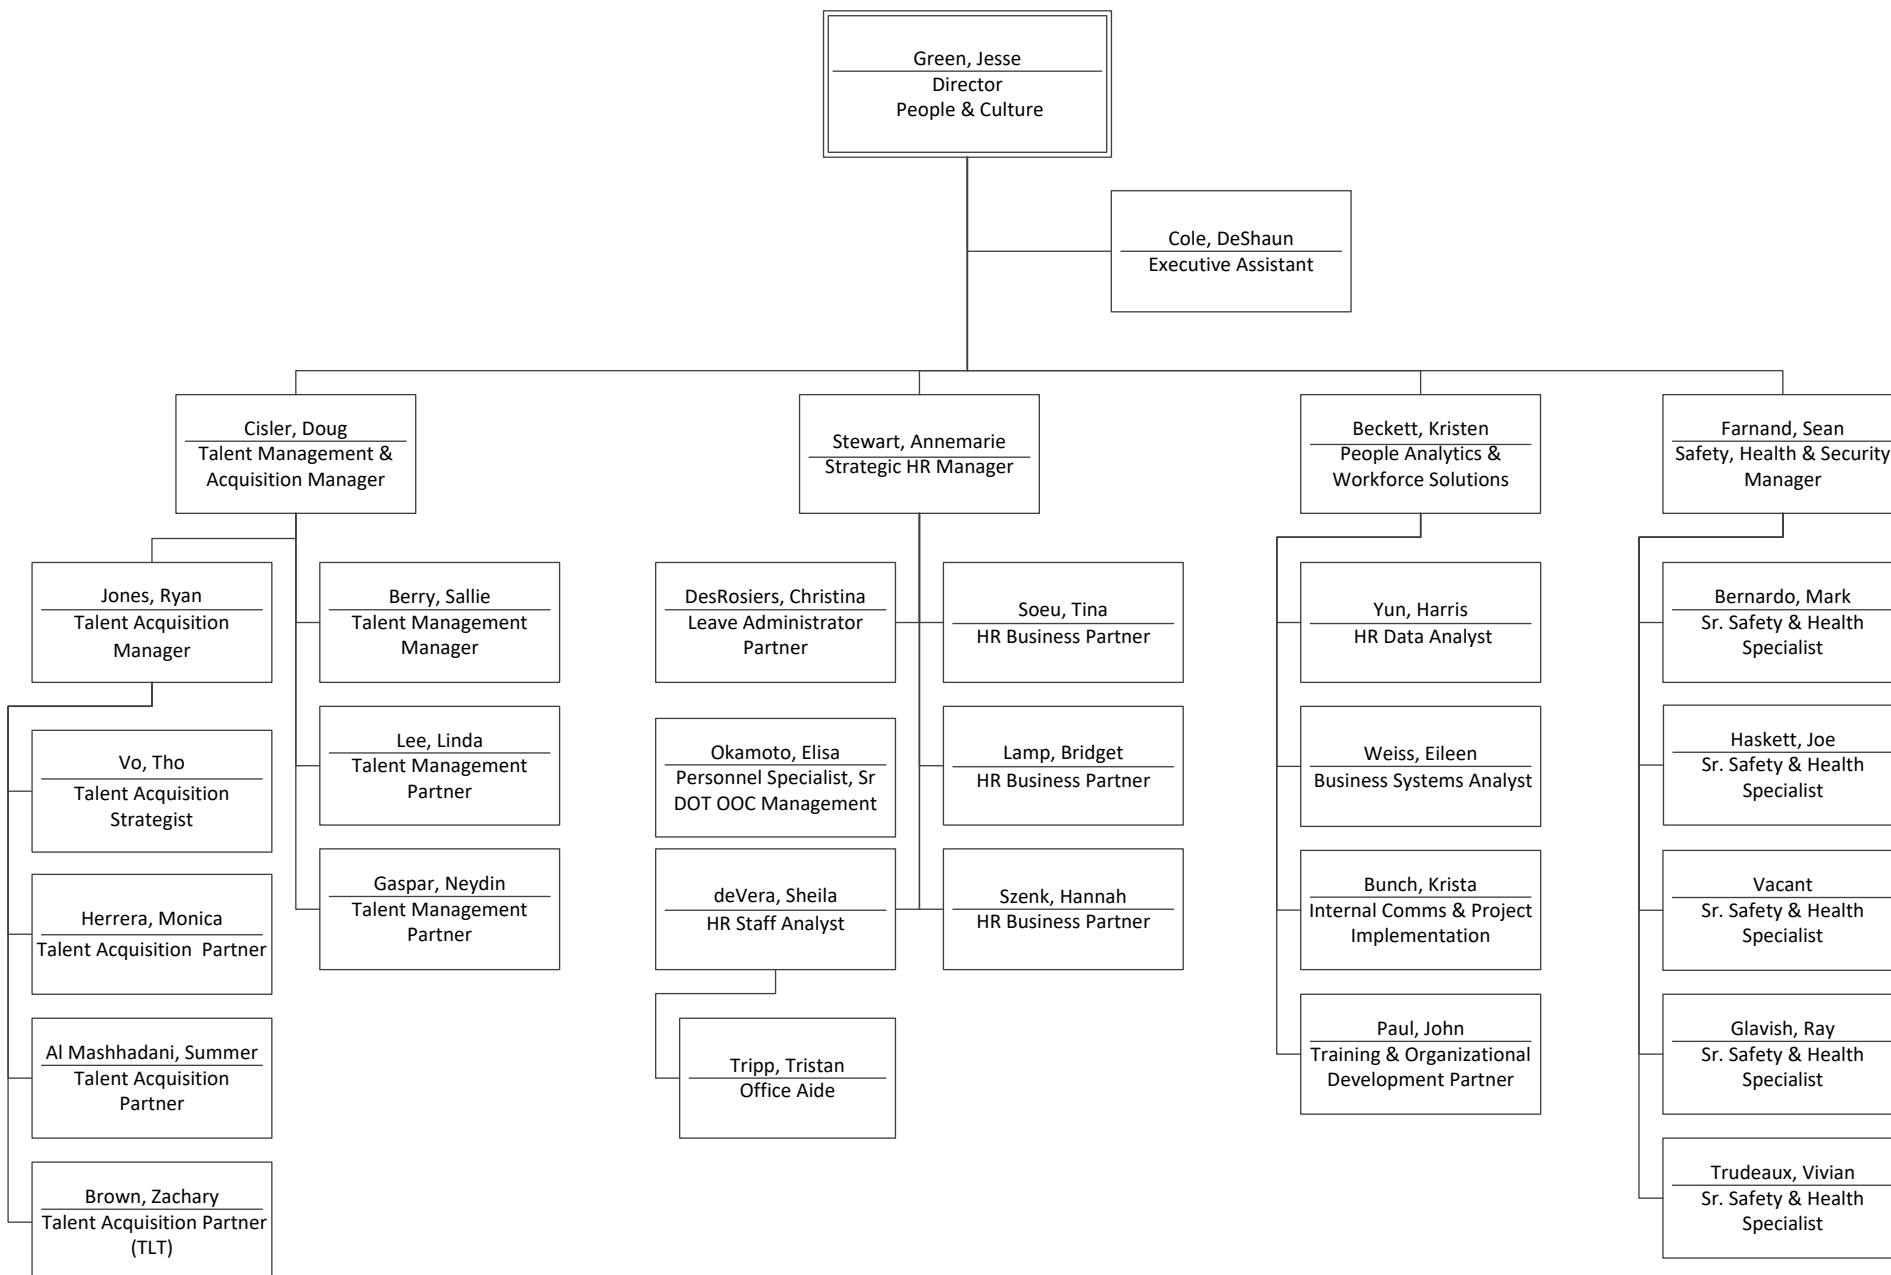 Green, Jesse
Director
People & Culture
Cole, DeShaun
Executive Assistant
Cisler, Doug
Talent Management &
Acquisition Manager
Jones, Ryan
Talent Acquisition
Manager
Vo, Tho
Talent Acquisition
Strategist
Herrera, Monica
Talent Acquisition  Partner
Al Mashhadani, Summer
Talent Acquisition
Partner
Brown, Zachary
Talent Acquisition Partner
(TLT)
Berry, Sallie
Talent Management
Manager
Lee, Linda
Talent Management
Partner
Gaspar, Neydin
Talent Management
Partner
Stewart, Annemarie
Strategic HR Manager
DesRosiers, Christina
Leave Administrator
Partner
Okamoto, Elisa
Personnel Specialist, Sr
DOT OOC Management
deVera, Sheila
HR Staff Analyst
Tripp, Tristan
Office Aide
Soeu, Tina
HR Business Partner
Lamp, Bridget
HR Business Partner
Szenk, Hannah
HR Business Partner
Beckett, Kristen
People Analytics &
Workforce Solutions
Yun, Harris
HR Data Analyst
Weiss, Eileen
Business Systems Analyst
Bunch, Krista
Internal Comms & Project
Implementation
Paul, John
Training & Organizational
Development Partner
Farnand, Sean
Safety, Health & Security
Manager
Bernardo, Mark
Sr. Safety & Health
Specialist
Haskett, Joe
Sr. Safety & Health
Specialist
Vacant
Sr. Safety & Health
Specialist
Glavish, Ray
Sr. Safety & Health
Specialist
Trudeaux, Vivian
Sr. Safety & Health
Specialist